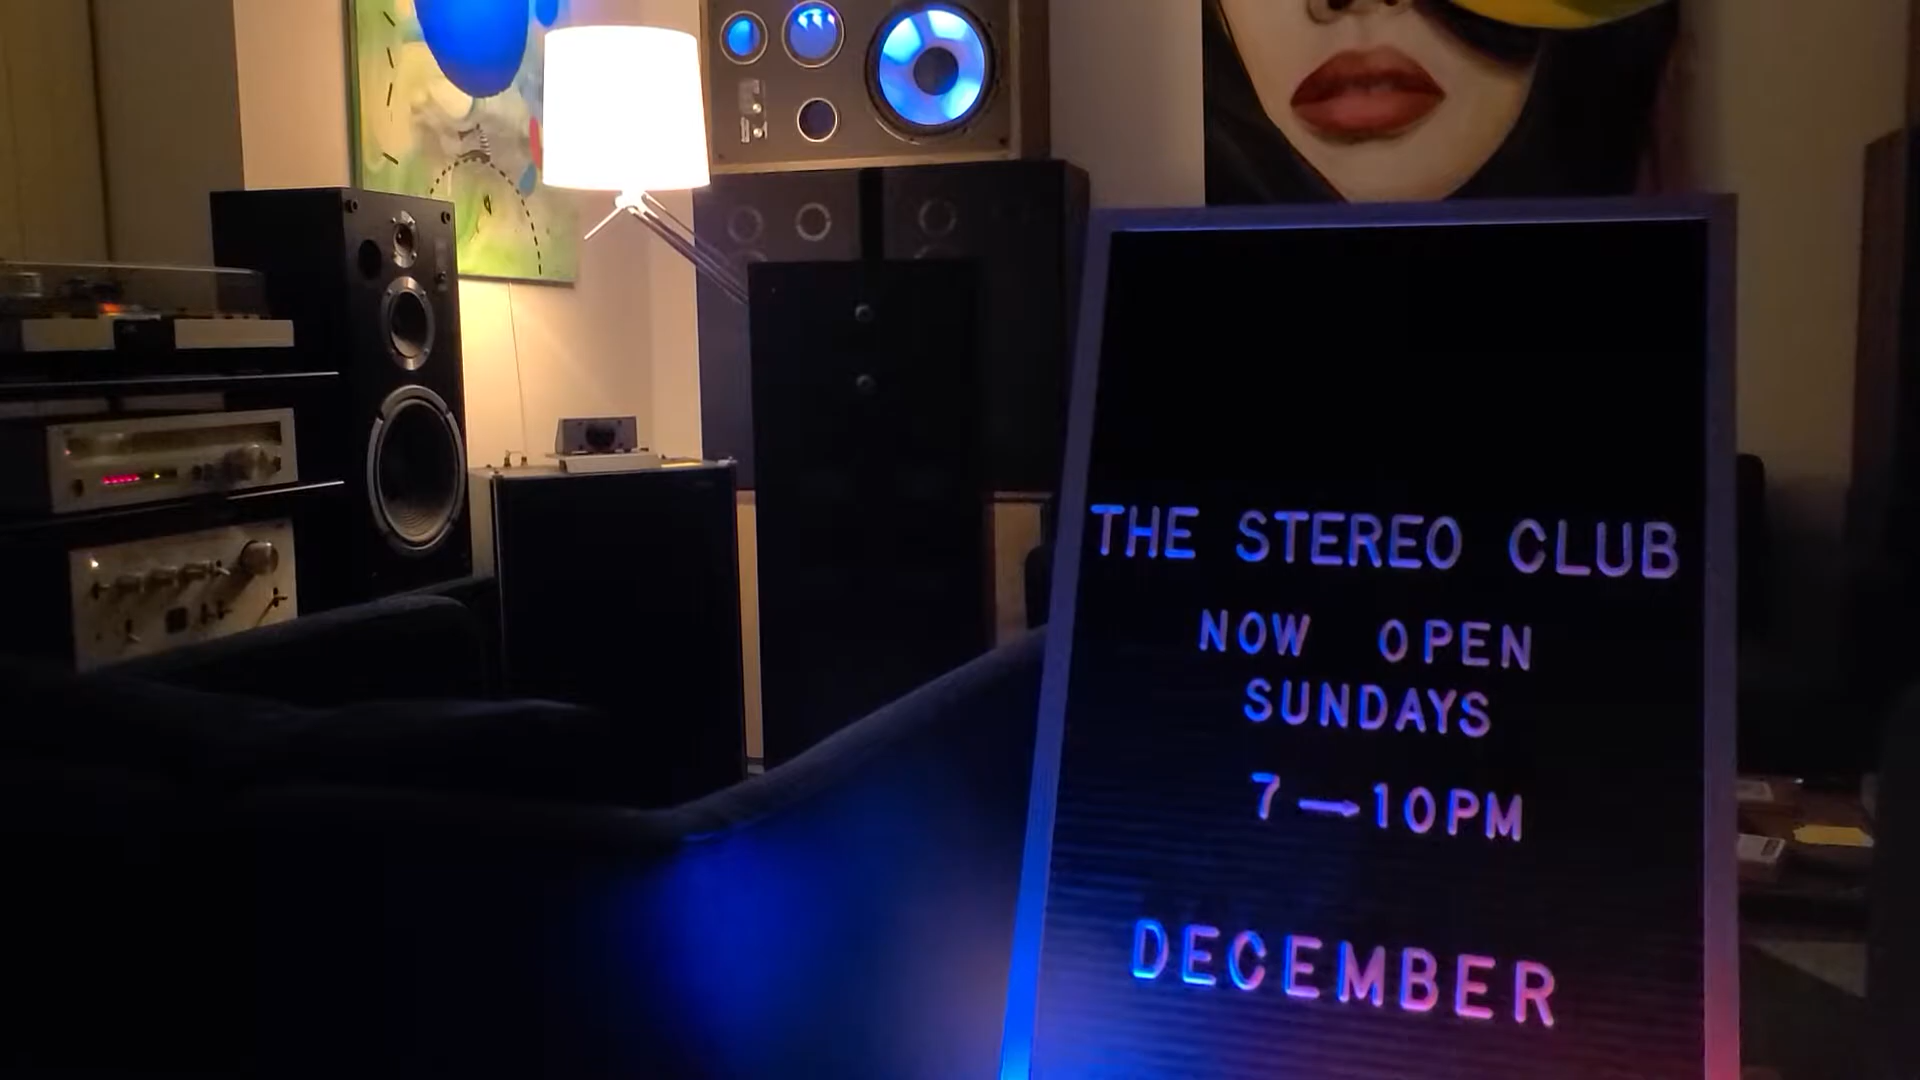 THE STEREO CLUB
NOW OPEN
SUNDAYS
7→10PM
DECEMBER